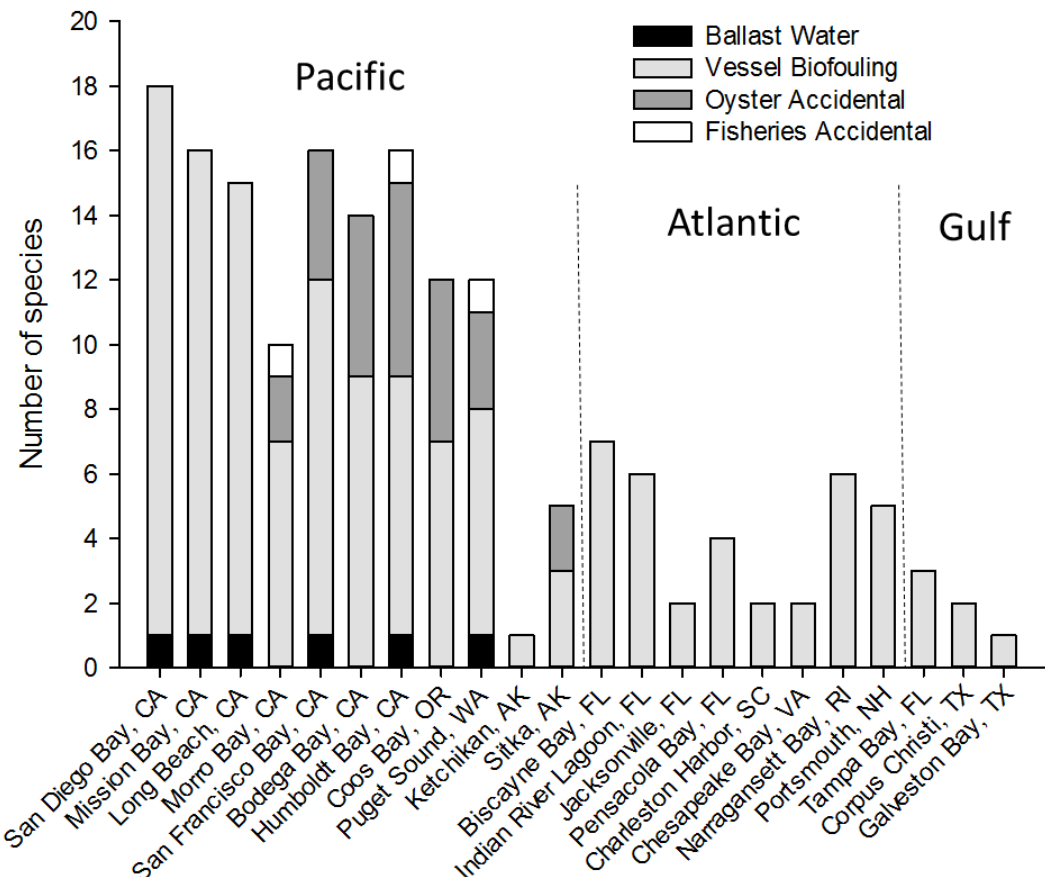 20
18
16
14
12
10
8
6
4
2
0
Number of species
Pacific
Atlantic
Gulf
Ballast Water
Vessel Biofouling
Oyster Accidental
Fisheries Accidental
San Diego Bay, CA
Mission Bay, CA
Long Beach, CA
Morro Bay, CA
San Francisco Bay, CA
Bodega Bay, CA
Humboldt Bay, CA
Coos Bay, OR
Puget Sound, WA
Ketchikan, AK
Sitka, AK
Biscayne Bay, FL
Indian River Lagoon, FL
Jacksonville, FL
Pensacola Bay, FL
Charleston Harbor, SC
Chesapeake Bay, VA
Narragansett Bay, RI
Portsmouth, NH
Tampa Bay, FL
Corpus Christi, TX
Galveston Bay, TX